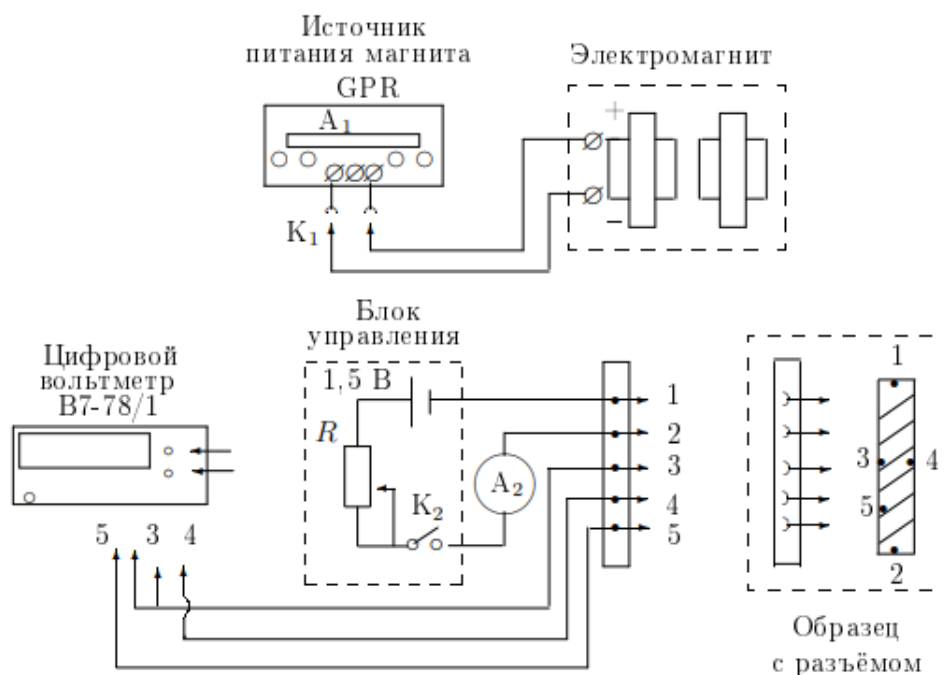 Источник
питания магнита
GPR
A₁
K₁
Электромагнит
+
−
Блок
управления
1,5 В
R
K₂
A₂
Цифровой
вольтметр
В7-78/1
5 3 4
1
2
3
4
5
1
3 4
5
2
Образец
с разъёмом